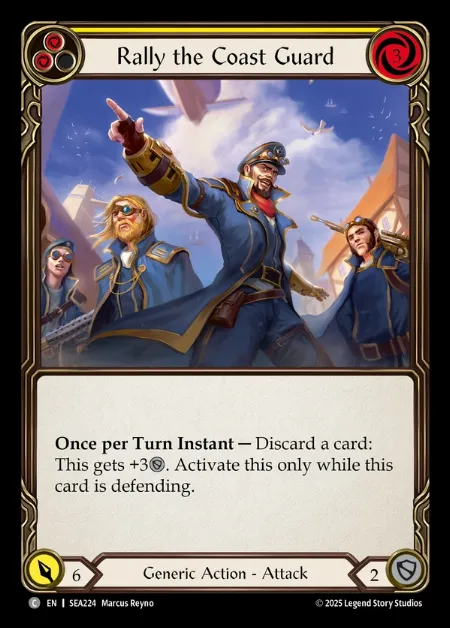 Rally the Coast Guard
3
Once per Turn Instant — Discard a card:
This gets +3. Activate this only while this
card is defending.
6
Generic Action - Attack
2
C EN | SEA224 Marcus Reyno
© 2025 Legend Story Studios